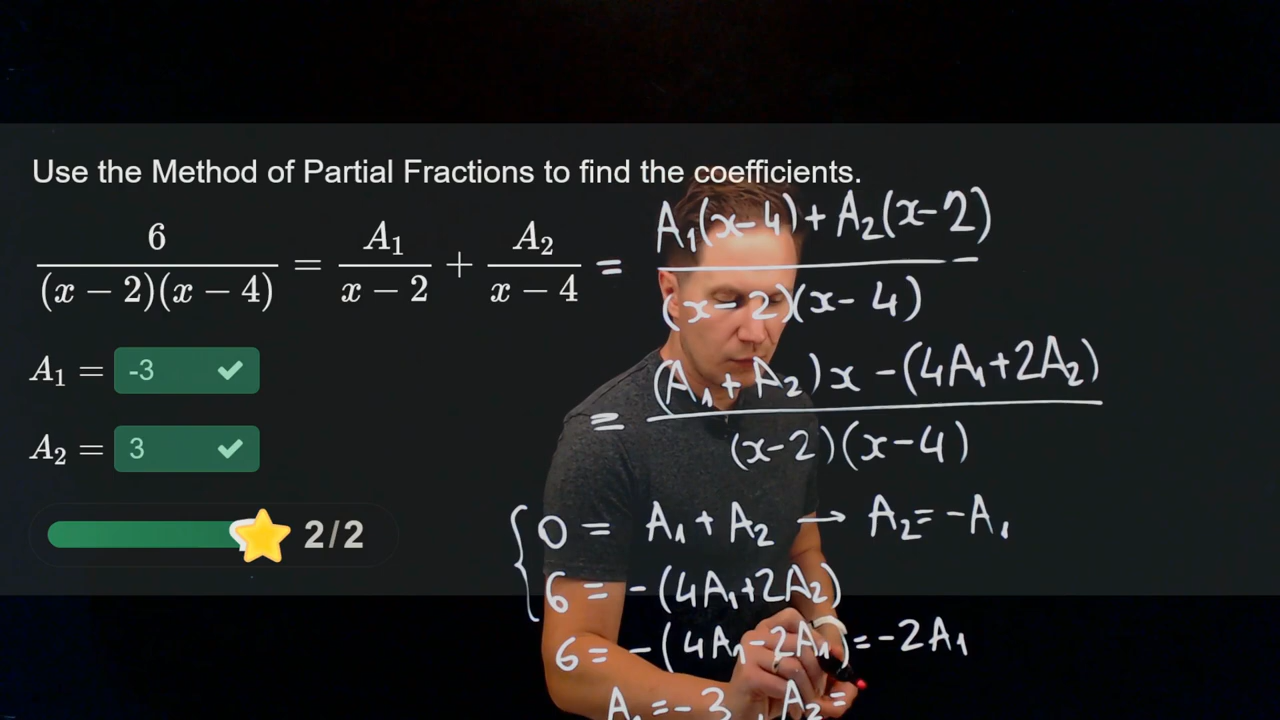 Use the Method of Partial Fractions to find the coefficients.
6/((x − 2)(x − 4)) = A₁/(x − 2) + A₂/(x − 4) = (A₁(x-4)+A₂(x-2))/((x-2)(x-4))
A₁ = -3 ✔
= ((A₁+A₂)x -(4A₁+2A₂))/((x-2)(x-4))
A₂ = 3 ✔
2/2
{ 0 = A₁+A₂ → A₂=-A₁
6 = -(4A₁+2A₂)
6 = -(4A₁-2A₁)=-2A₁
A₁=-3, A₂=